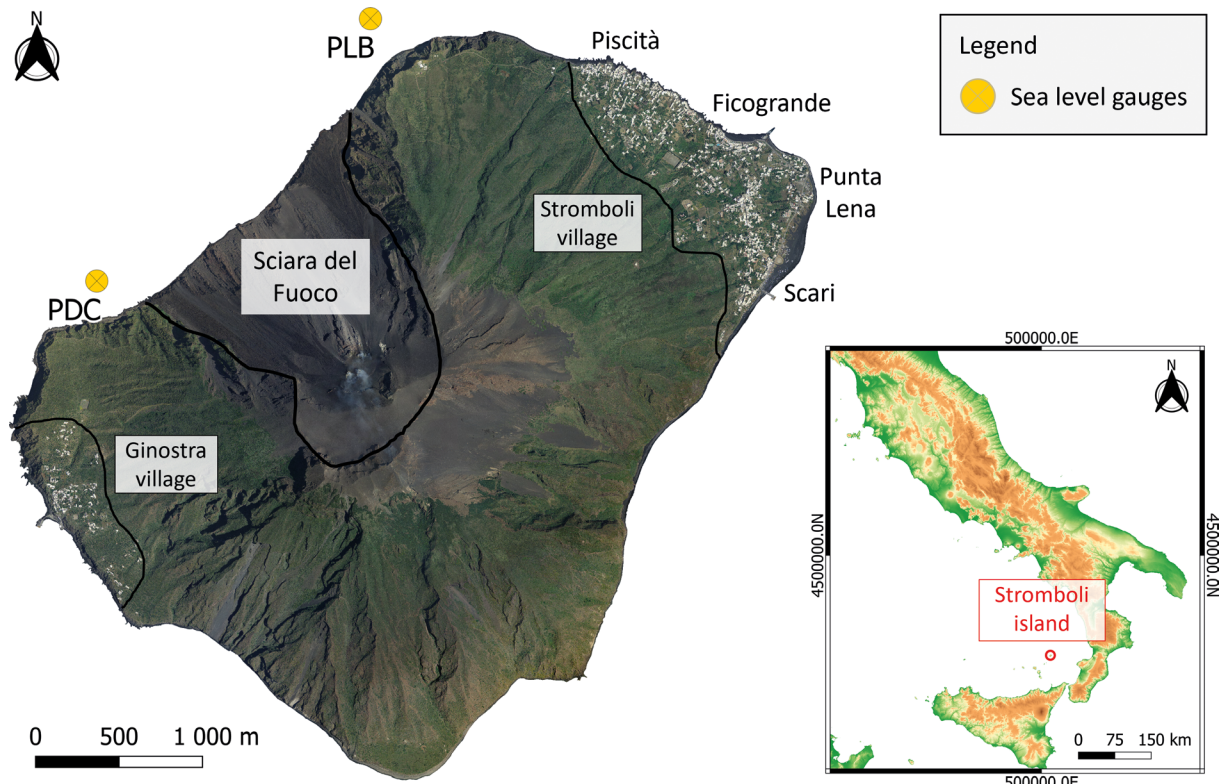 N
PLB
Piscità
Ficogrande
Punta
Lena
Scari
Stromboli
village
Sciara del
Fuoco
PDC
Ginostra
village
0 500 1 000 m
Legend
Sea level gauges
500000.0E
N
4500000.0N
4500000.0N
Stromboli
island
0 75 150 km
500000.0E